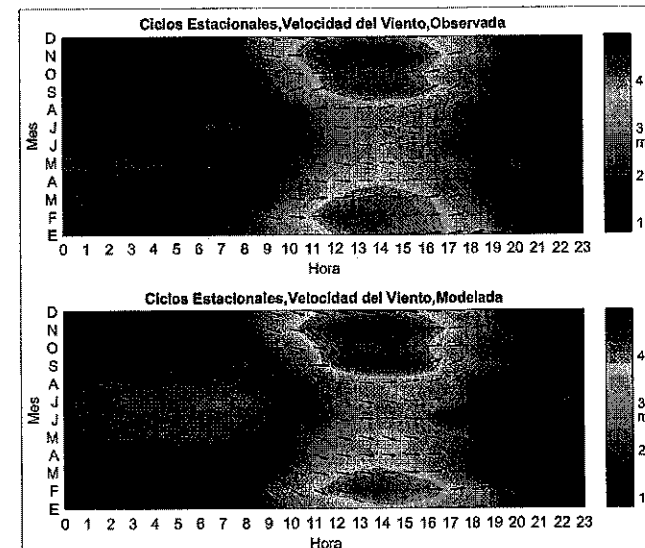 Ciclos Estacionales,Velocidad del Viento,Observada
D
N
O
S
A
J
J
M
A
M
F
E
Mes
0 1 2 3 4 5 6 7 8 9 10 11 12 13 14 15 16 17 18 19 20 21 22 23
Hora
4
3
m
2
1
Ciclos Estacionales,Velocidad del Viento,Modelada
D
N
O
S
A
J
J
M
A
M
F
E
Mes
0 1 2 3 4 5 6 7 8 9 10 11 12 13 14 15 16 17 18 19 20 21 22 23
Hora
4
3
m
2
1